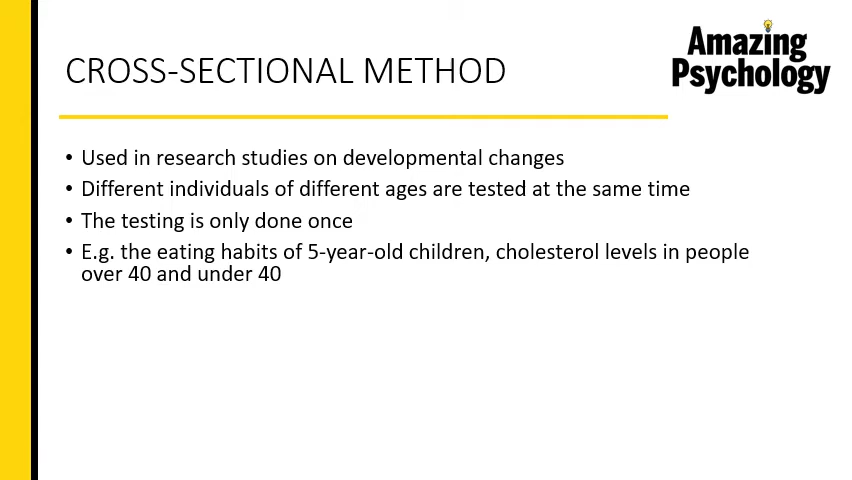 CROSS-SECTIONAL METHOD
Amazing
Psychology
• Used in research studies on developmental changes
• Different individuals of different ages are tested at the same time
• The testing is only done once
• E.g. the eating habits of 5-year-old children, cholesterol levels in people
over 40 and under 40